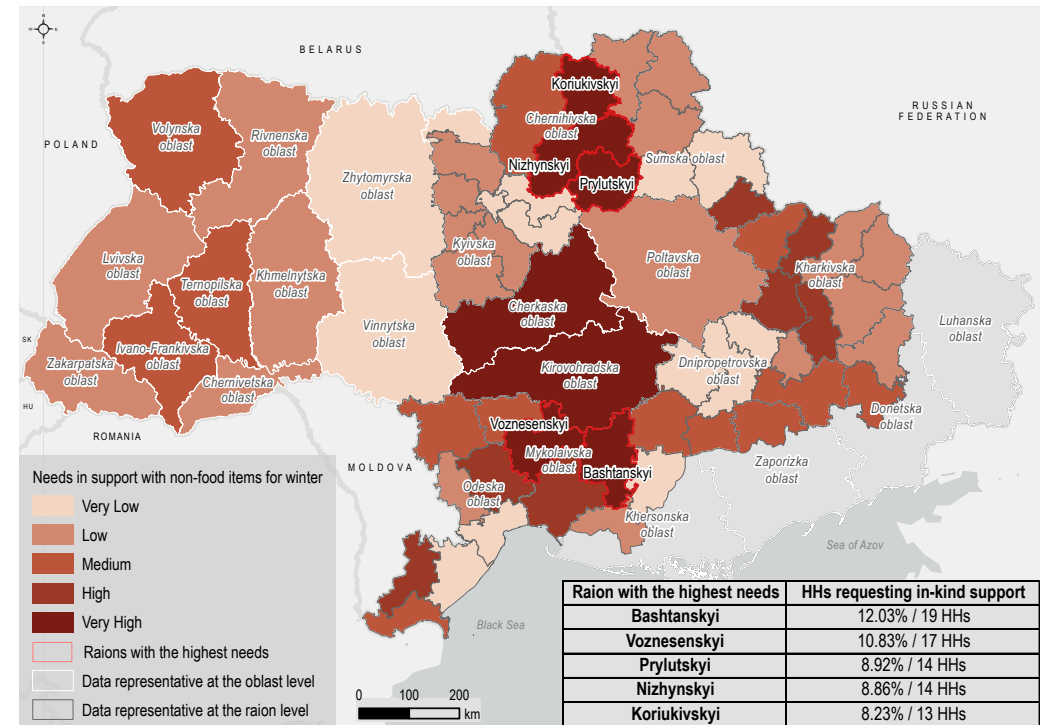 N
W
E
S
BELARUS
RUSSIAN
FEDERATION
POLAND
Koriukivskyi
Chernihivska
oblast
Volynska
oblast
Rivnenska
oblast
Nizhynskyi
Sumska oblast
Zhytomyrska
oblast
Prylutskyi
Lvivska
oblast
Kyivska
oblast
Poltavska
oblast
Kharkivska
oblast
Ternopilska
oblast
Khmelnytska
oblast
Cherkaska
oblast
Luhanska
oblast
Vinnytska
oblast
SK
Zakarpatska
oblast
Ivano-Frankivska
oblast
Chernivetska
oblast
Kirovohradska
oblast
Dnipropetrovska
oblast
HU
Donetska
oblast
ROMANIA
Voznesenskyi
MOLDOVA
Mykolaivska
oblast
Bashtanskyi
Zaporizka
oblast
Odeska
oblast
Khersonska
oblast
Sea of Azov
Black Sea
Needs in support with non-food items for winter
Very Low
Low
Medium
High
Very High
Raions with the highest needs
Data representative at the oblast level
Data representative at the raion level
0 100 200
km
Raion with the highest needs HHs requesting in-kind support
Bashtanskyi 12.03% / 19 HHs
Voznesenskyi 10.83% / 17 HHs
Prylutskyi 8.92% / 14 HHs
Nizhynskyi 8.86% / 14 HHs
Koriukivskyi 8.23% / 13 HHs